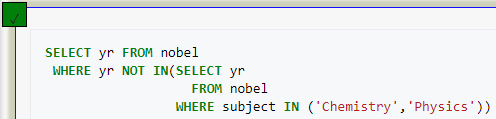 ✓
SELECT yr FROM nobel
WHERE yr NOT IN(SELECT yr
FROM nobel
WHERE subject IN ('Chemistry','Physics'))